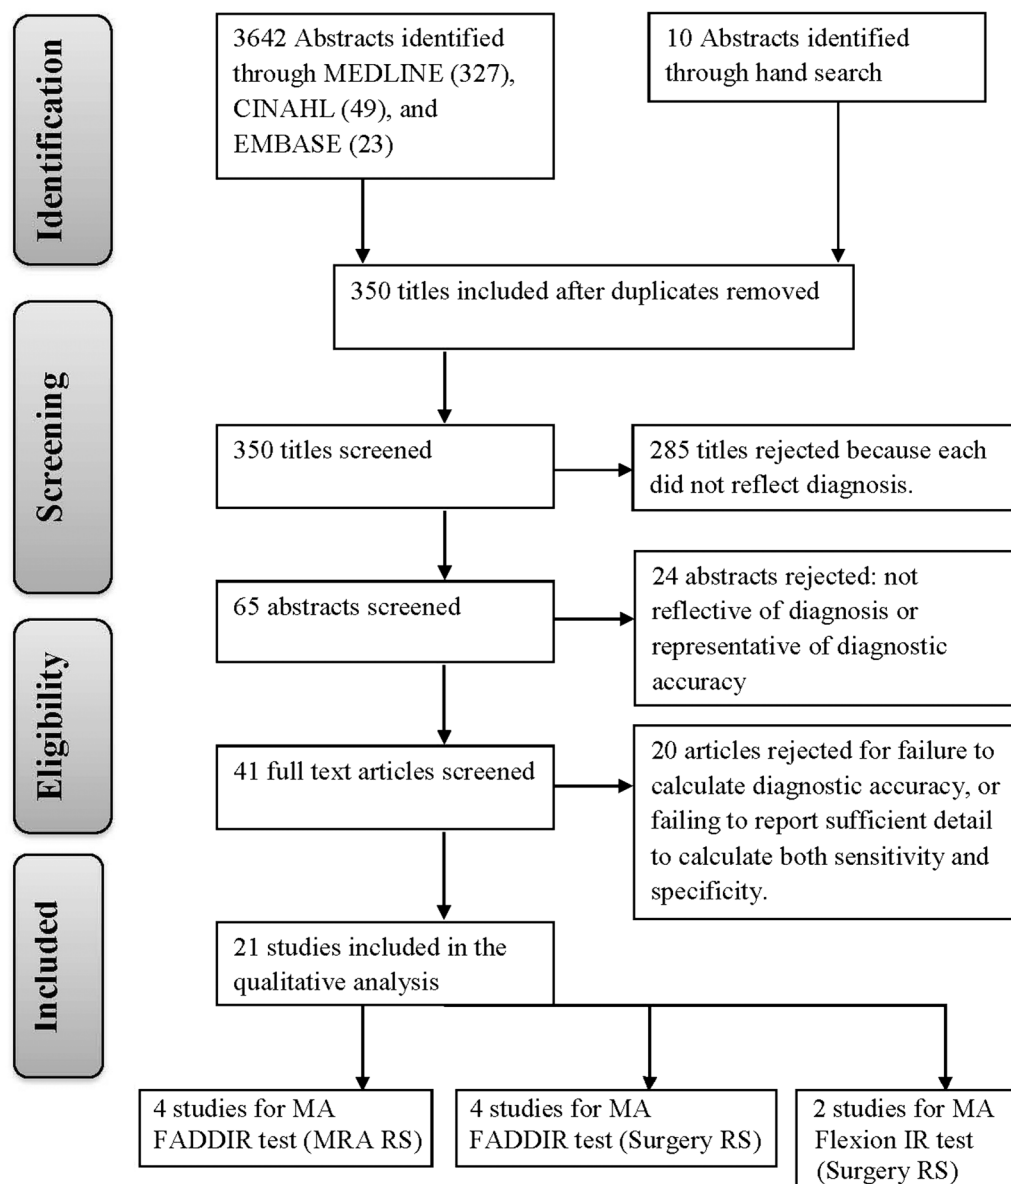 Identification
3642 Abstracts identified
through MEDLINE (327),
CINAHL (49), and
EMBASE (23)
10 Abstracts identified
through hand search
350 titles included after duplicates removed
Screening
350 titles screened
285 titles rejected because each
did not reflect diagnosis.
65 abstracts screened
24 abstracts rejected: not
reflective of diagnosis or
representative of diagnostic
accuracy
Eligibility
41 full text articles screened
20 articles rejected for failure to
calculate diagnostic accuracy, or
failing to report sufficient detail
to calculate both sensitivity and
specificity.
Included
21 studies included in the
qualitative analysis
4 studies for MA
FADDIR test (MRA RS)
4 studies for MA
FADDIR test (Surgery RS)
2 studies for MA
Flexion IR test
(Surgery RS)